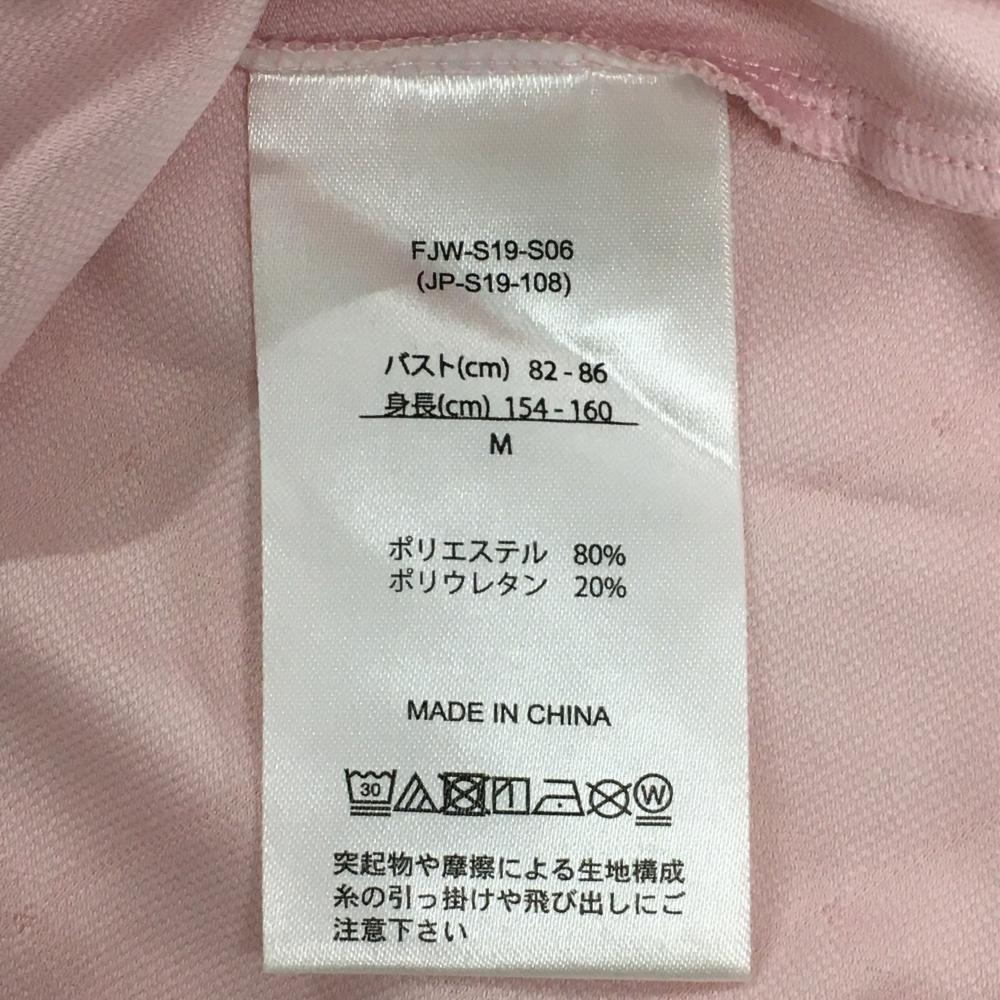 FJW-S19-S06
(JP-S19-108)
バスト(cm) 82 - 86
身長(cm) 154 - 160
M
ポリエステル 80%
ポリウレタン 20%
MADE IN CHINA
30 W
突起物や摩擦による生地構成
糸の引っ掛けや飛び出しにご
注意下さい